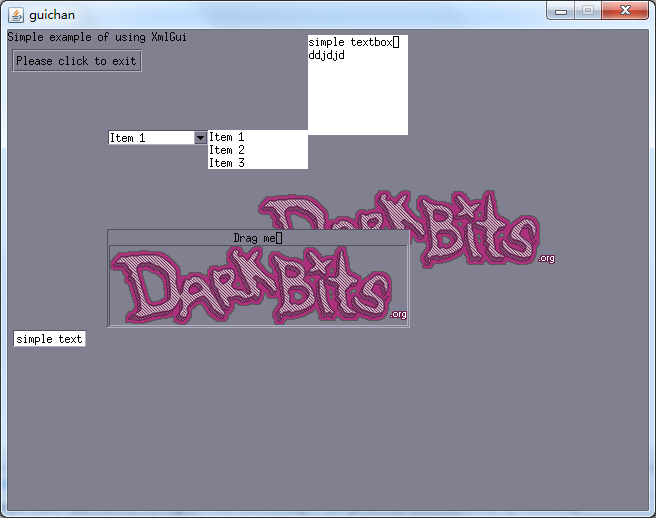 guichan
Simple example of using XmlGui
Please click to exit
simple textbox
ddjdjd
Item 1
Item 1
Item 2
Item 3
DarkBits
.org
Drag me
DarkBits
.org
simple text